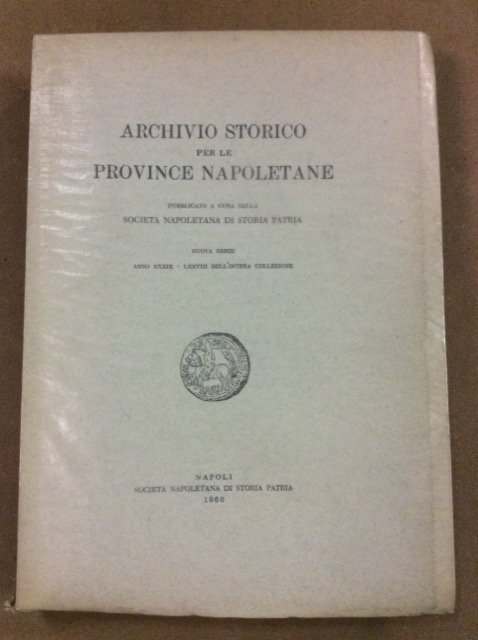 ARCHIVIO STORICO
PER LE
PROVINCE NAPOLETANE
PUBBLICATO A CURA DELLA
SOCIETÀ NAPOLETANA DI STORIA PATRIA
NUOVA SERIE
ANNO XXXIX - LXXVIII DELL'INTERA COLLEZIONE
NAPOLI
SOCIETÀ NAPOLETANA DI STORIA PATRIA
1960